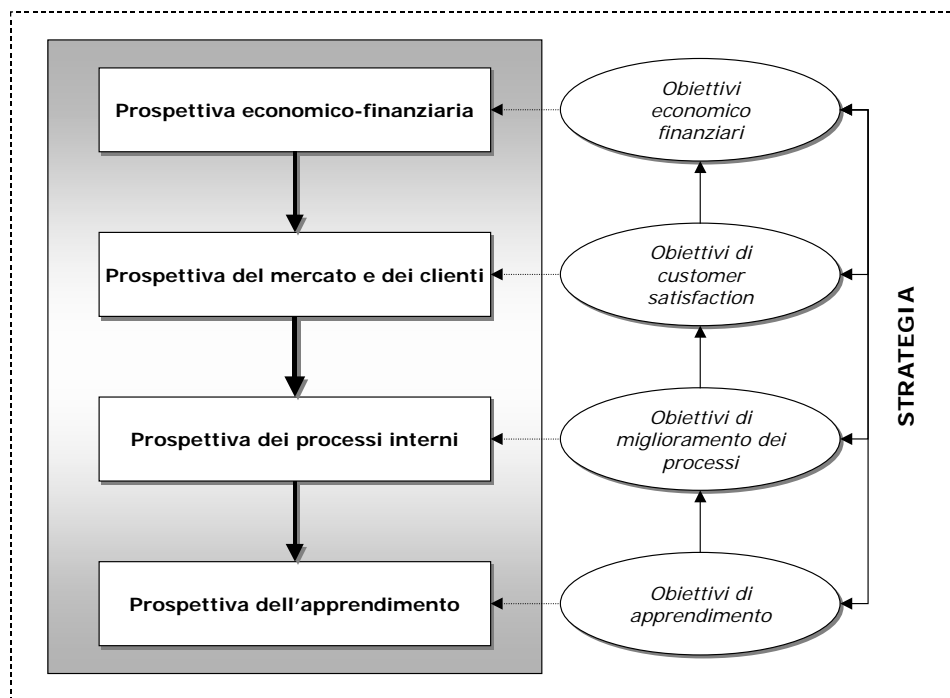 Prospettiva economico-finanziaria
Obiettivi
economico
finanziari
Prospettiva del mercato e dei clienti
Obiettivi di
customer
satisfaction
Prospettiva dei processi interni
Obiettivi di
miglioramento dei
processi
Prospettiva dell'apprendimento
Obiettivi di
apprendimento
STRATEGIA